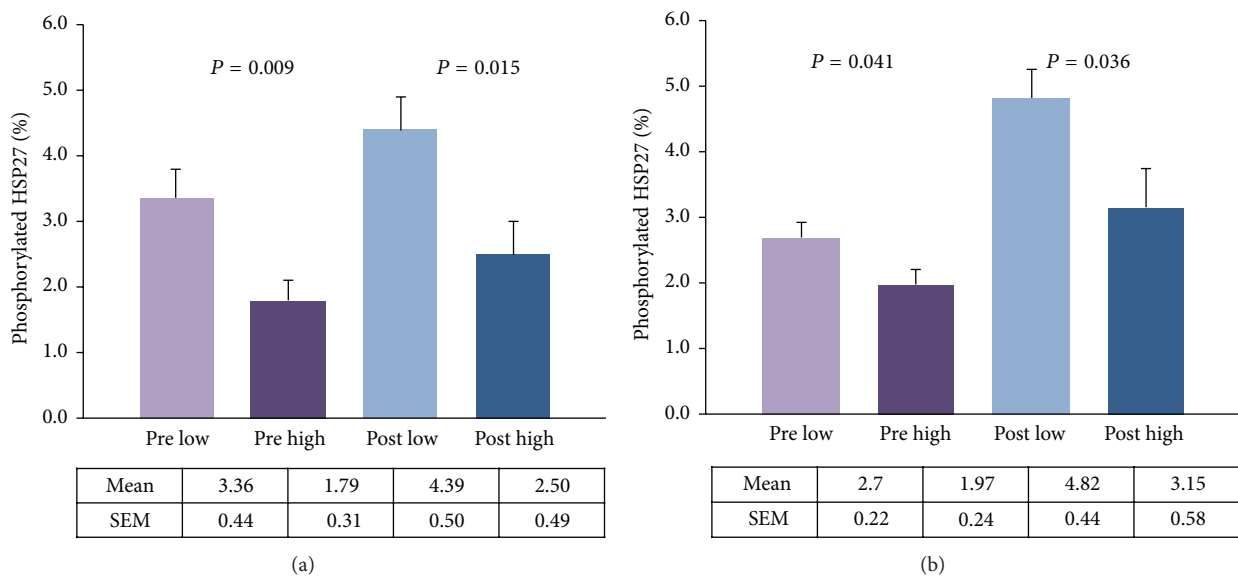 6.0
5.0
4.0
3.0
2.0
1.0
0.0
Phosphorylated HSP27 (%)
P = 0.009
P = 0.015
Pre low Pre high Post low Post high
Mean 3.36 1.79 4.39 2.50
SEM 0.44 0.31 0.50 0.49
(a)
6.0
5.0
4.0
3.0
2.0
1.0
0.0
Phosphorylated HSP27 (%)
P = 0.041
P = 0.036
Pre low Pre high Post low Post high
Mean 2.7 1.97 4.82 3.15
SEM 0.22 0.24 0.44 0.58
(b)